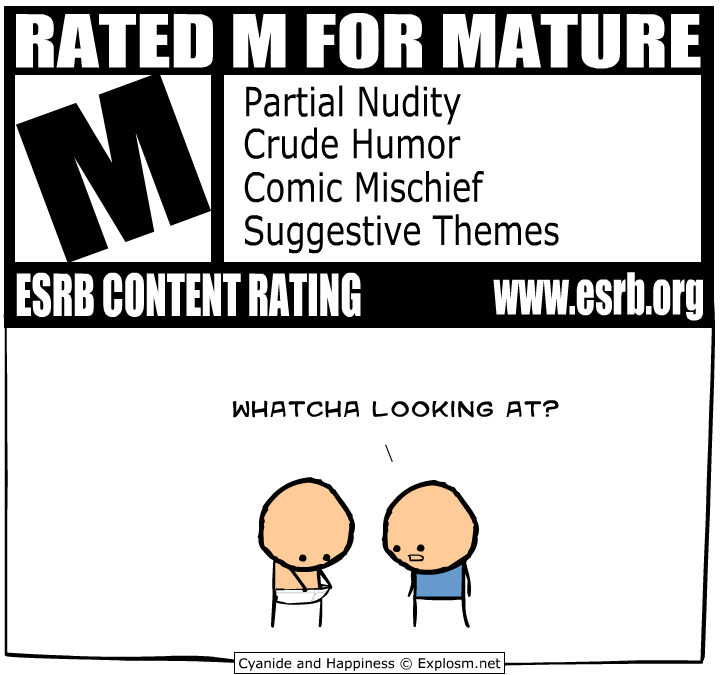 RATED M FOR MATURE
M
Partial Nudity
Crude Humor
Comic Mischief
Suggestive Themes
ESRB CONTENT RATING www.esrb.org
WHATCHA LOOKING AT?
Cyanide and Happiness © Explosm.net